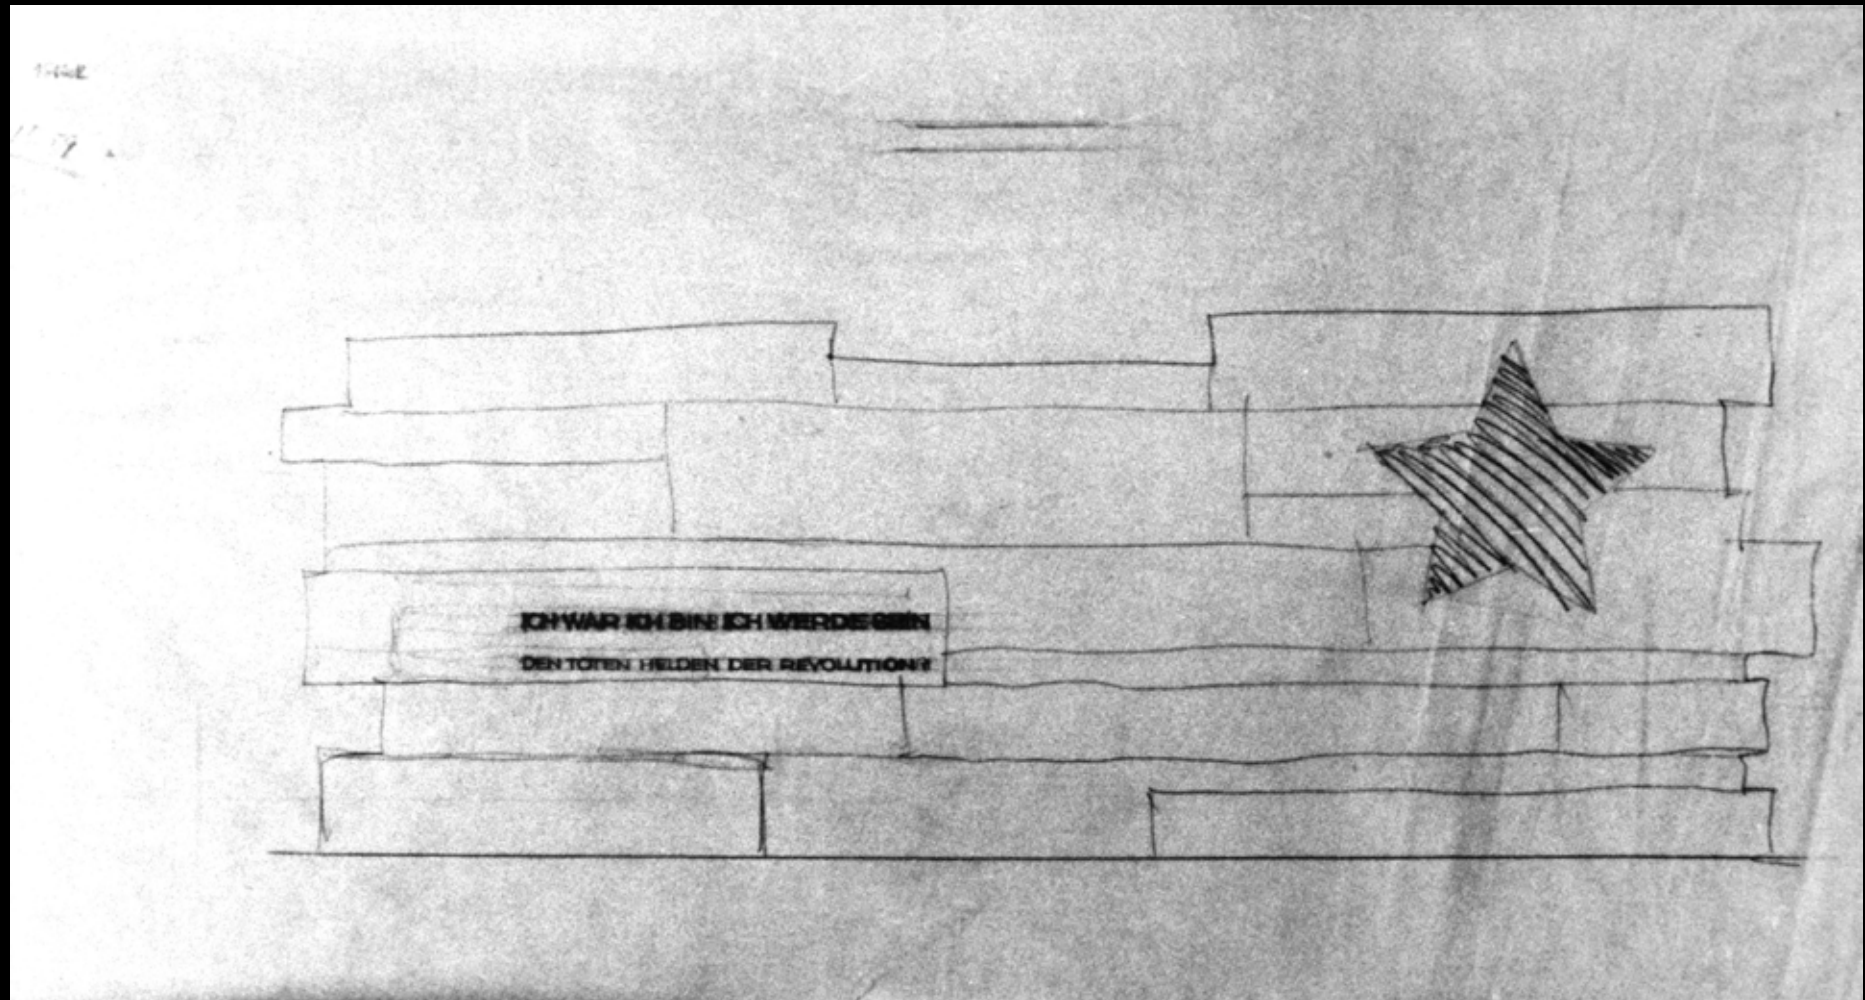 ICH WAR ICH BIN ICH WERDE SEIN
DEN TOTEN HELDEN DER REVOLUTION